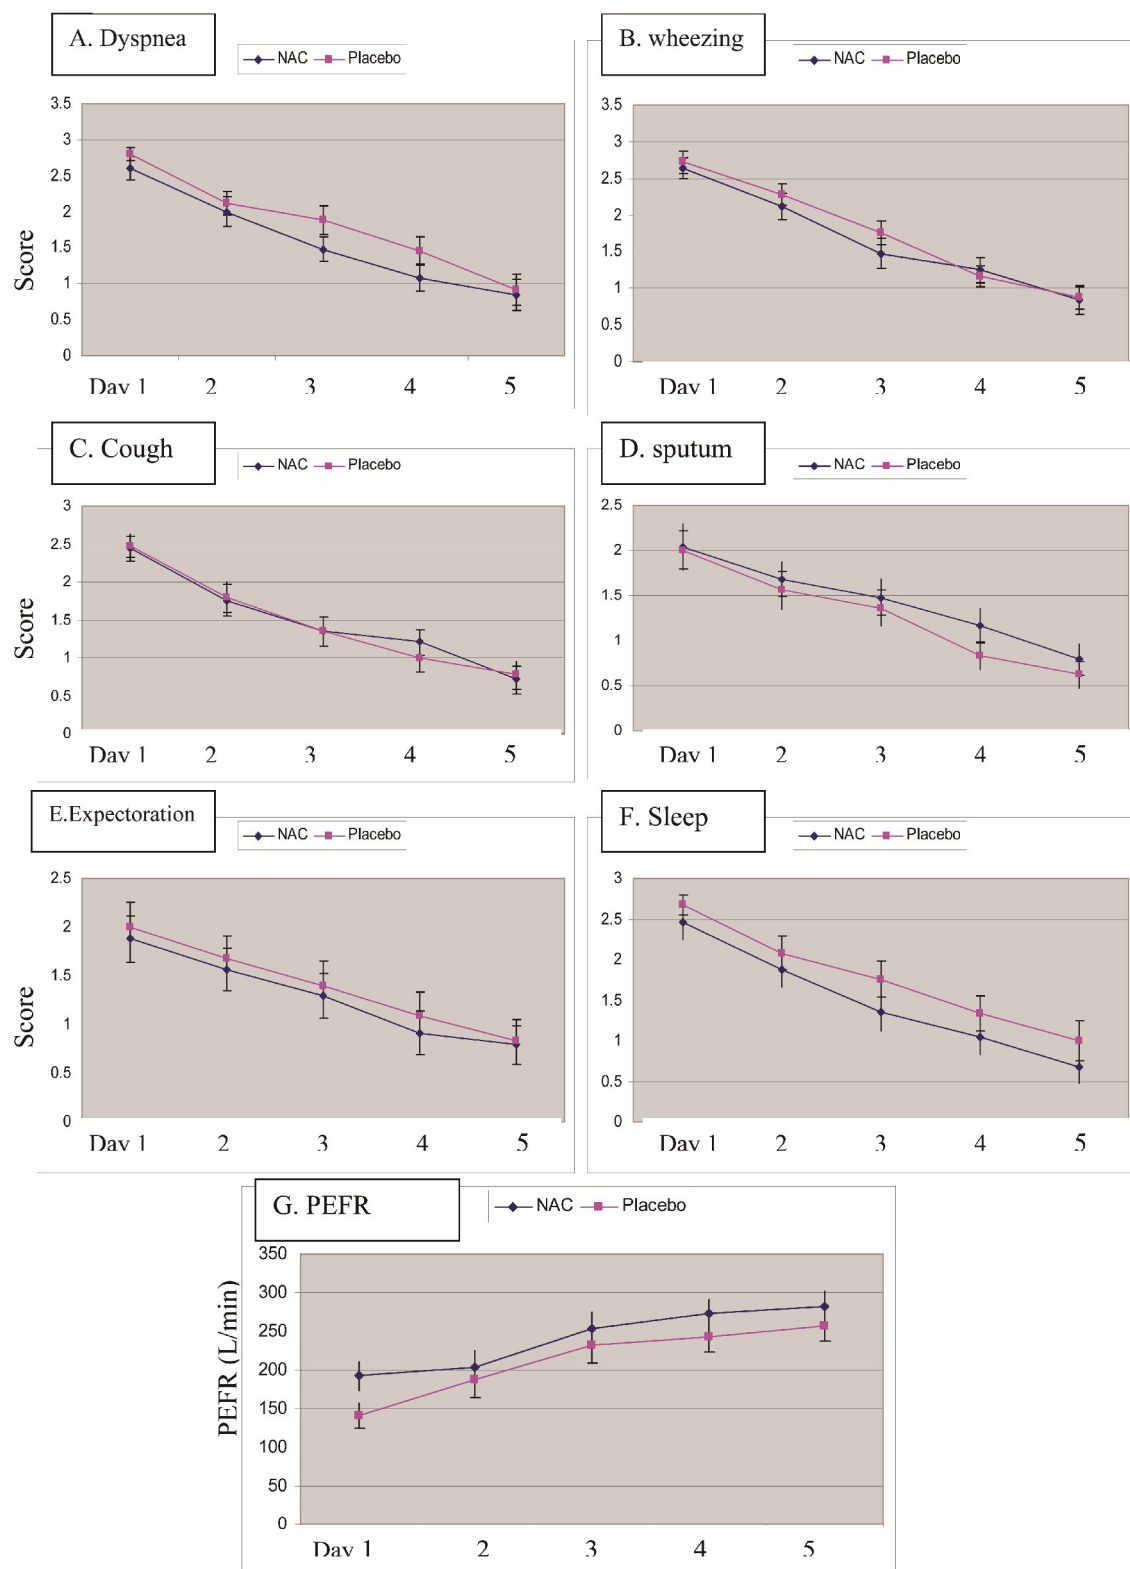 A. Dyspnea
NAC Placebo
3.5
3
2.5
2
1.5
1
0.5
0
Score
Day 1 2 3 4 5
B. wheezing
NAC Placebo
3.5
3
2.5
2
1.5
1
0.5
0
Day 1 2 3 4 5
C. Cough
NAC Placebo
3
2.5
2
1.5
1
0.5
0
Score
Day 1 2 3 4 5
D. sputum
NAC Placebo
2.5
2
1.5
1
0.5
0
Day 1 2 3 4 5
E.Expectoration
NAC Placebo
2.5
2
1.5
1
0.5
0
Score
Day 1 2 3 4 5
F. Sleep
NAC Placebo
3
2.5
2
1.5
1
0.5
0
Day 1 2 3 4 5
G. PEFR
NAC Placebo
350
300
250
200
150
100
50
0
PEFR (L/min)
Day 1 2 3 4 5